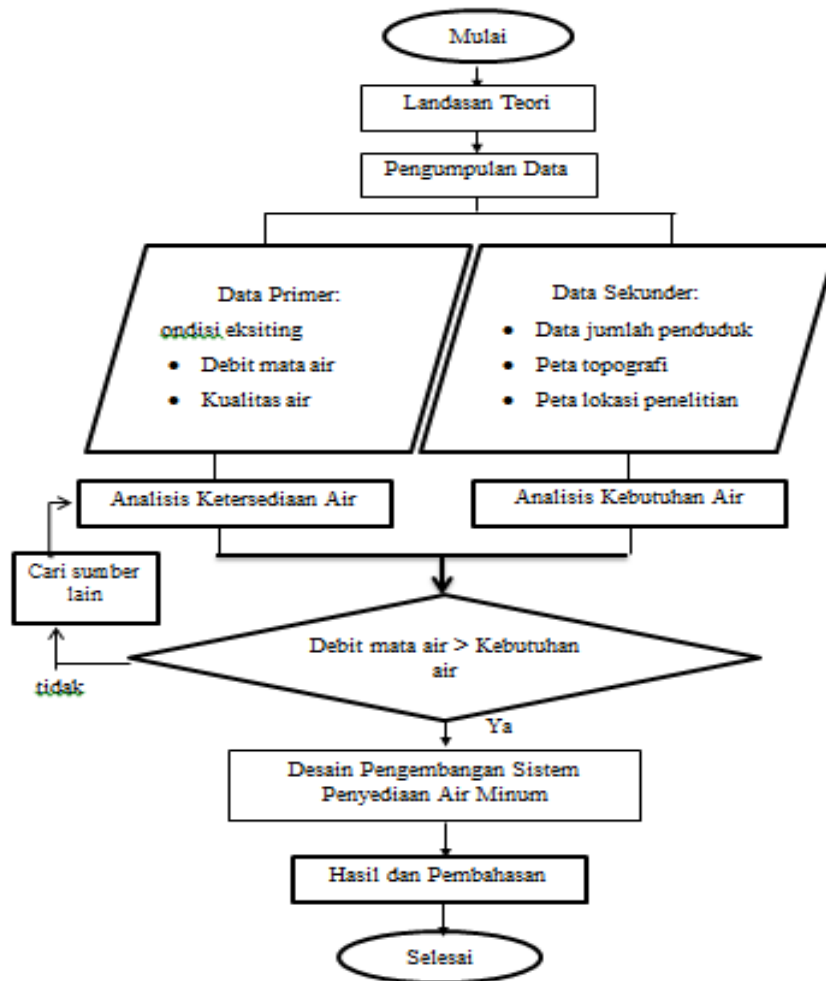 Mulai
Landasan Teori
Pengumpulan Data
Data Primer:
ondisi eksiting
• Debit mata air
• Kualitas air
Data Sekunder:
• Data jumlah penduduk
• Peta topografi
• Peta lokasi penelitian
Analisis Ketersediaan Air
Analisis Kebutuhan Air
Cari sumber
lain
Debit mata air > Kebutuhan
air
tidak
Ya
Desain Pengembangan Sistem
Penyediaan Air Minum
Hasil dan Pembahasan
Selesai